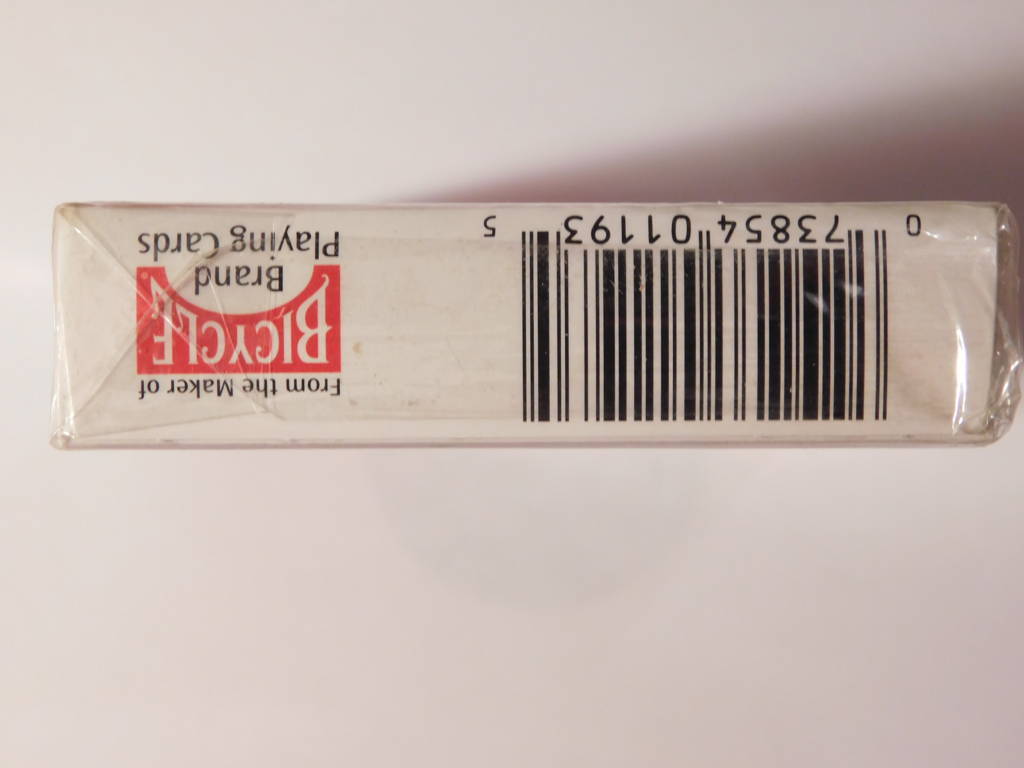 From the Maker of
BICYCLE®
Brand
Playing Cards
0 73854 01193 5